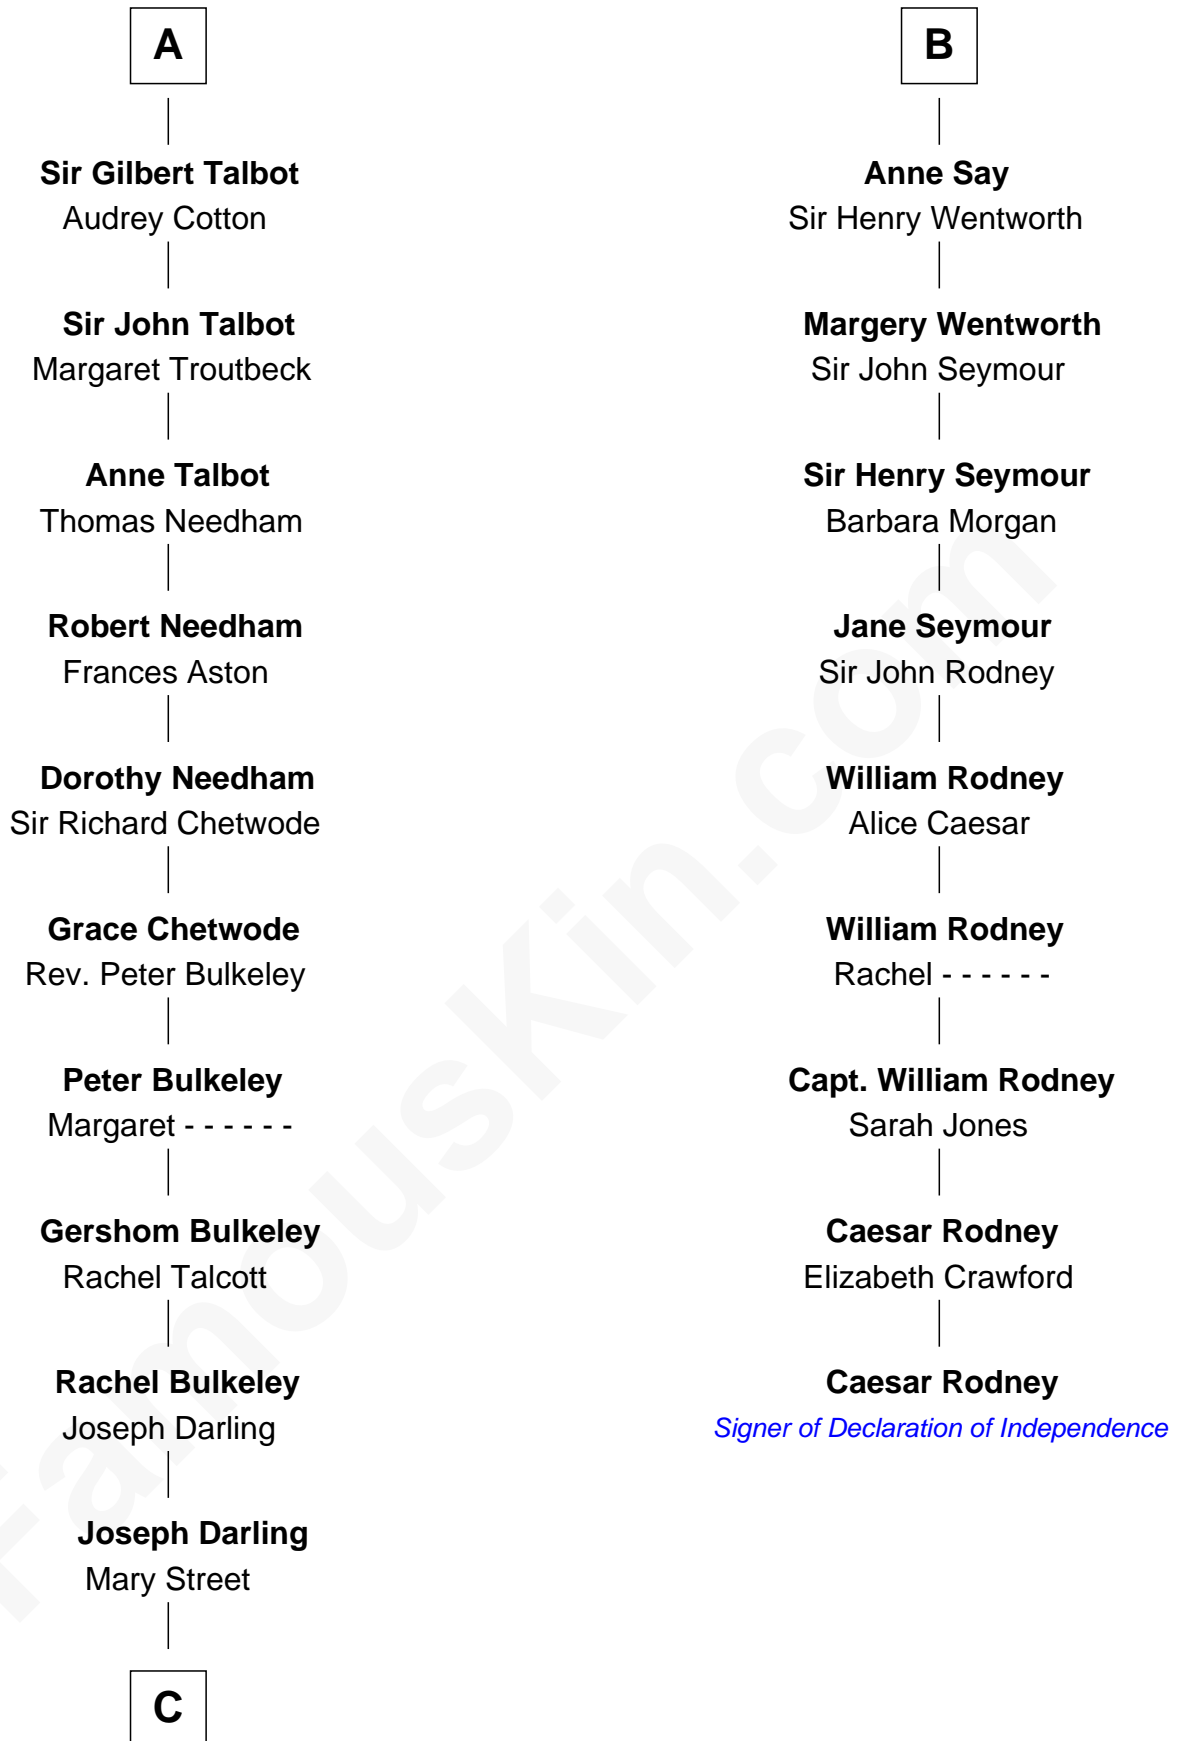 A
Sir Gilbert Talbot
Audrey Cotton
Sir John Talbot
Margaret Troutbeck
Anne Talbot
Thomas Needham
Robert Needham
Frances Aston
Dorothy Needham
Sir Richard Chetwode
Grace Chetwode
Rev. Peter Bulkeley
Peter Bulkeley
Margaret - - - - - -
Gershom Bulkeley
Rachel Talcott
Rachel Bulkeley
Joseph Darling
Joseph Darling
Mary Street
C
B
Anne Say
Sir Henry Wentworth
Margery Wentworth
Sir John Seymour
Sir Henry Seymour
Barbara Morgan
Jane Seymour
Sir John Rodney
William Rodney
Alice Caesar
William Rodney
Rachel - - - - - -
Capt. William Rodney
Sarah Jones
Caesar Rodney
Elizabeth Crawford
Caesar Rodney
Signer of Declaration of Independence
FamousKin.com